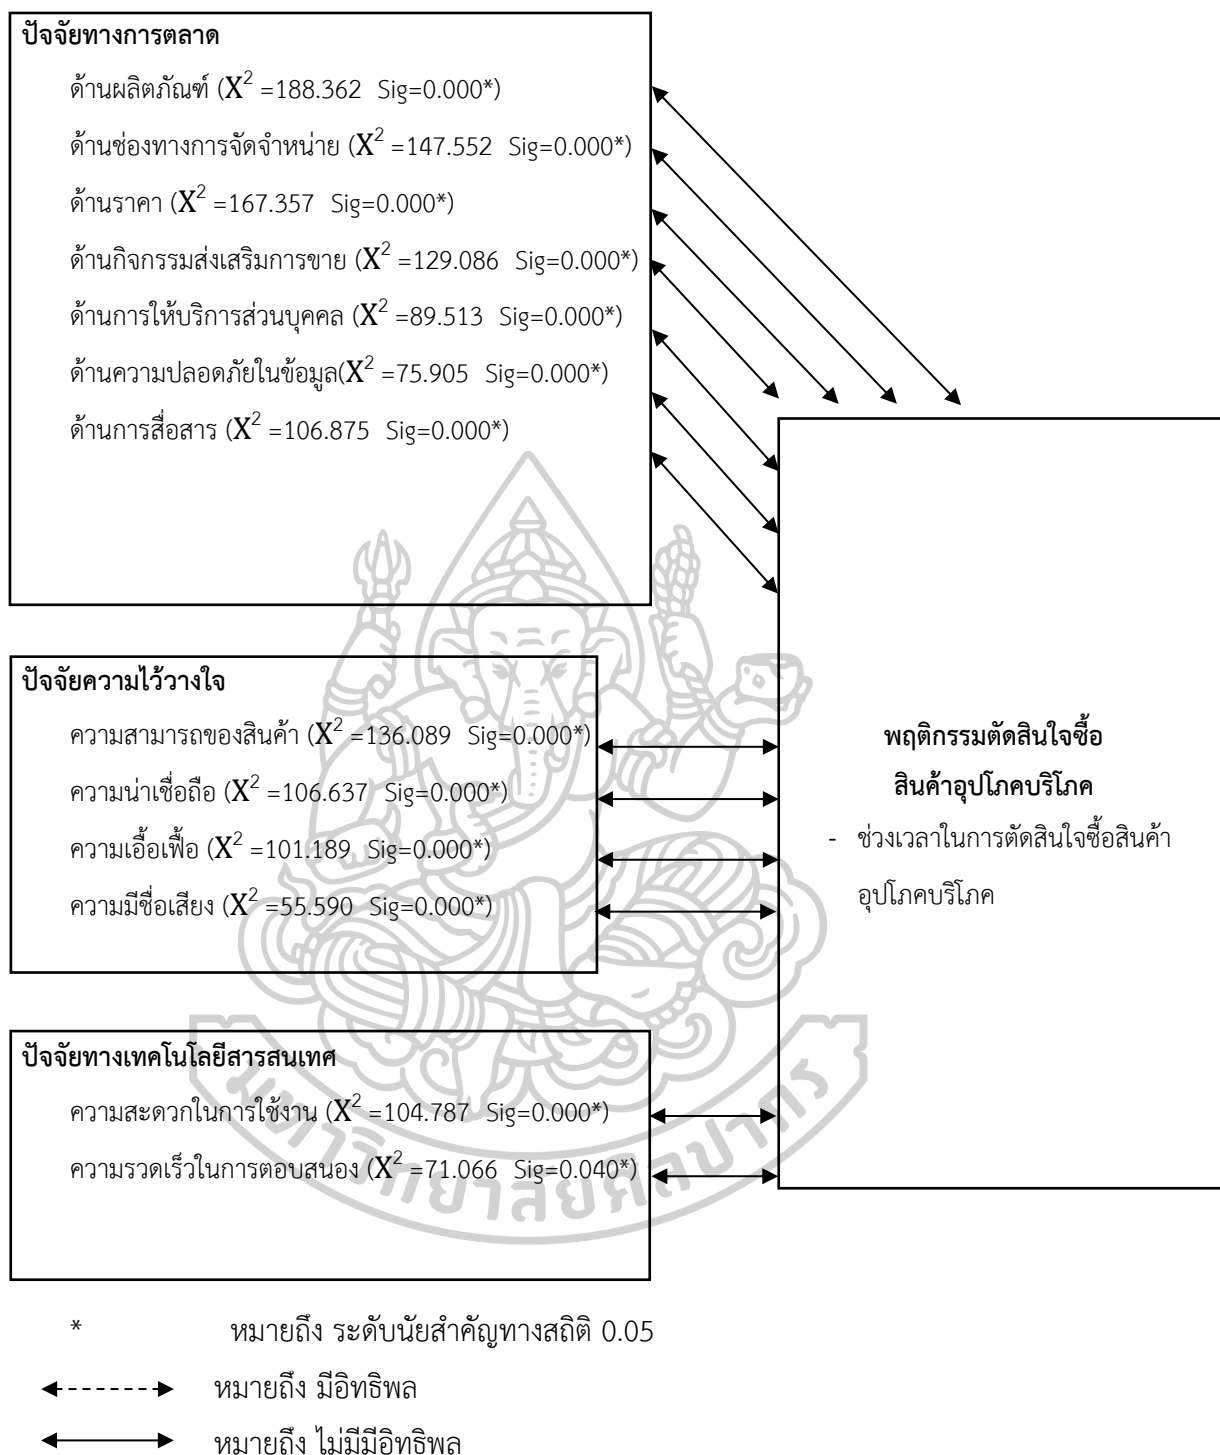 ปัจจัยทางการตลาด
ด้านผลิตภัณฑ์ (X² =188.362 Sig=0.000*)
ด้านช่องทางการจัดจำหน่าย (X² =147.552 Sig=0.000*)
ด้านราคา (X² =167.357 Sig=0.000*)
ด้านกิจกรรมส่งเสริมการขาย (X² =129.086 Sig=0.000*)
ด้านการให้บริการส่วนบุคคล (X² =89.513 Sig=0.000*)
ด้านความปลอดภัยในข้อมูล(X² =75.905 Sig=0.000*)
ด้านการสื่อสาร (X² =106.875 Sig=0.000*)
ปัจจัยความไว้วางใจ
ความสามารถของสินค้า (X² =136.089 Sig=0.000*)
ความน่าเชื่อถือ (X² =106.637 Sig=0.000*)
ความเอื้อเฟื้อ (X² =101.189 Sig=0.000*)
ความมีชื่อเสียง (X² =55.590 Sig=0.000*)
พฤติกรรมตัดสินใจซื้อ
สินค้าอุปโภคบริโภค
- ช่วงเวลาในการตัดสินใจซื้อสินค้า
อุปโภคบริโภค
ปัจจัยทางเทคโนโลยีสารสนเทศ
ความสะดวกในการใช้งาน (X² =104.787 Sig=0.000*)
ความรวดเร็วในการตอบสนอง (X² =71.066 Sig=0.040*)
มหาวิทยาลัยศิลปากร
* หมายถึง ระดับนัยสำคัญทางสถิติ 0.05
หมายถึง มีอิทธิพล
หมายถึง ไม่มีมีอิทธิพล